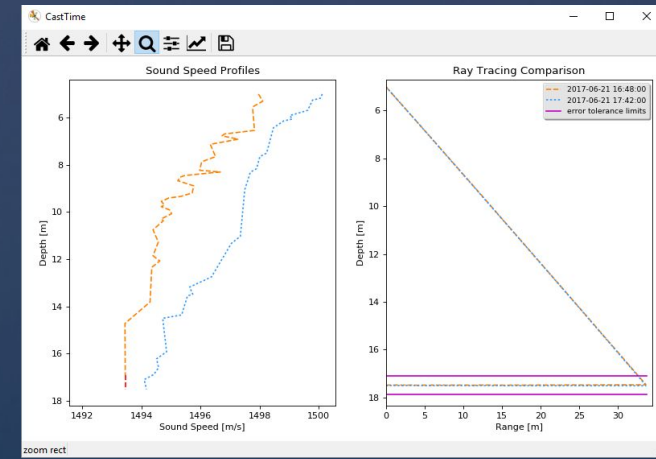 CastTime
Sound Speed Profiles
6
8
10
12
14
16
18
Depth [m]
1492 1494 1496 1498 1500
Sound Speed [m/s]
Ray Tracing Comparison
2017-06-21 16:48:00
2017-06-21 17:42:00
error tolerance limits
6
8
10
12
14
16
18
Depth [m]
0 5 10 15 20 25 30
Range [m]
zoom rect